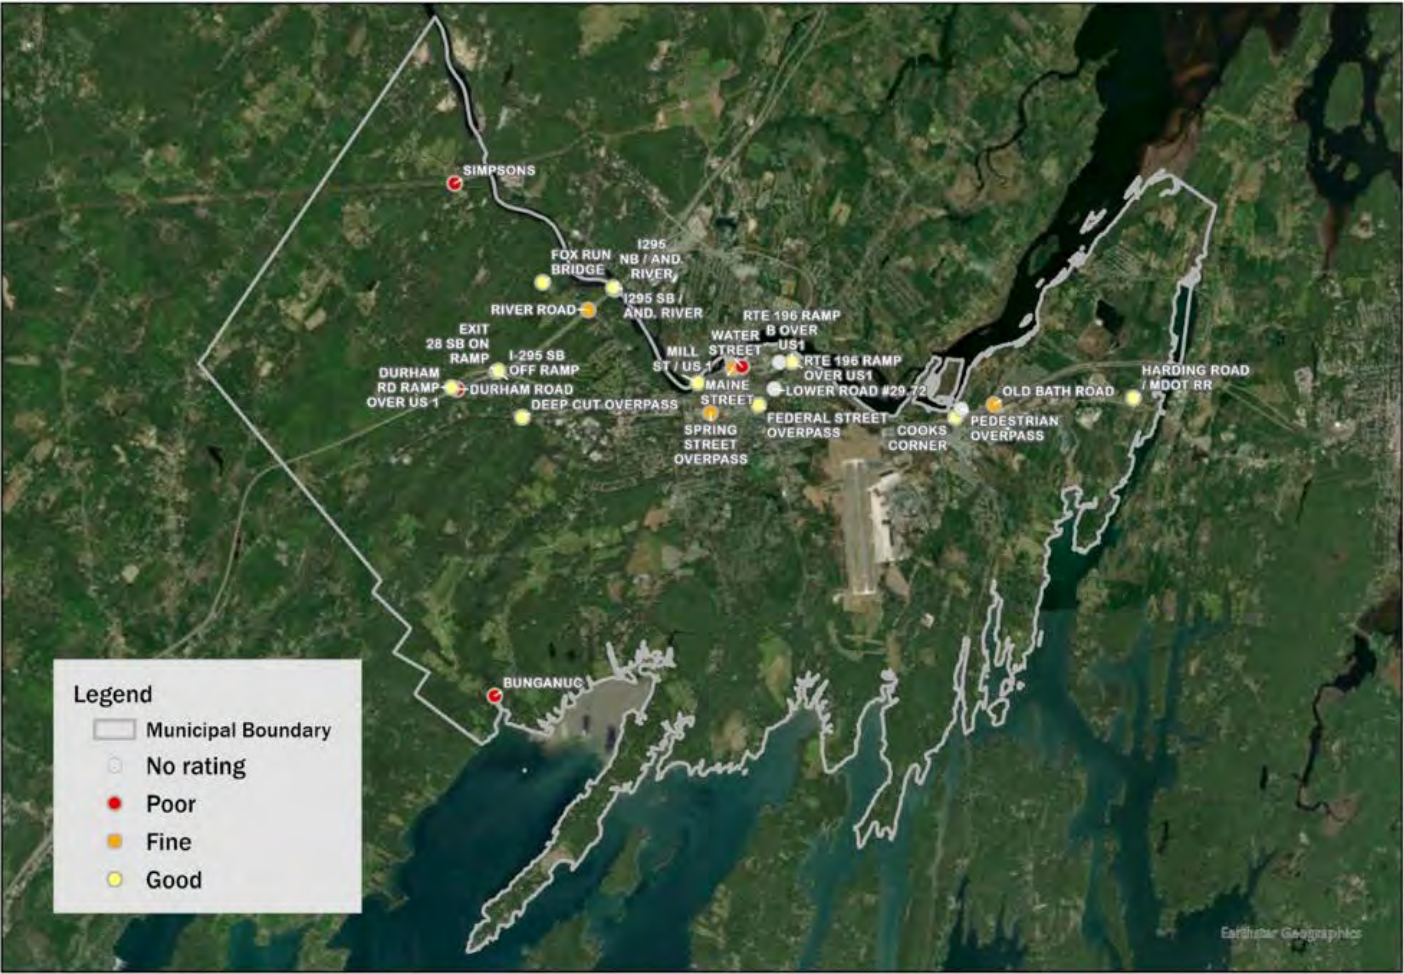 SIMPSONS
I295
NB / AND.
RIVER
FOX RUN
BRIDGE
I295 SB /
AND. RIVER
RIVER ROAD
RTE 196 RAMP
B OVER
US1
WATER
STREET
EXIT
28 SB ON
RAMP
I-295 SB
OFF RAMP
MILL
ST / US 1
RTE 196 RAMP
OVER US1
DURHAM
RD RAMP
OVER US 1
DURHAM ROAD
MAINE
STREET
LOWER ROAD #29.72
OLD BATH ROAD
HARDING ROAD
/ MDOT RR
DEEP CUT OVERPASS
FEDERAL STREET
OVERPASS
COOKS
CORNER
PEDESTRIAN
OVERPASS
SPRING
STREET
OVERPASS
BUNGANUC
Legend
Municipal Boundary
No rating
Poor
Fine
Good
Earthstar Geographics